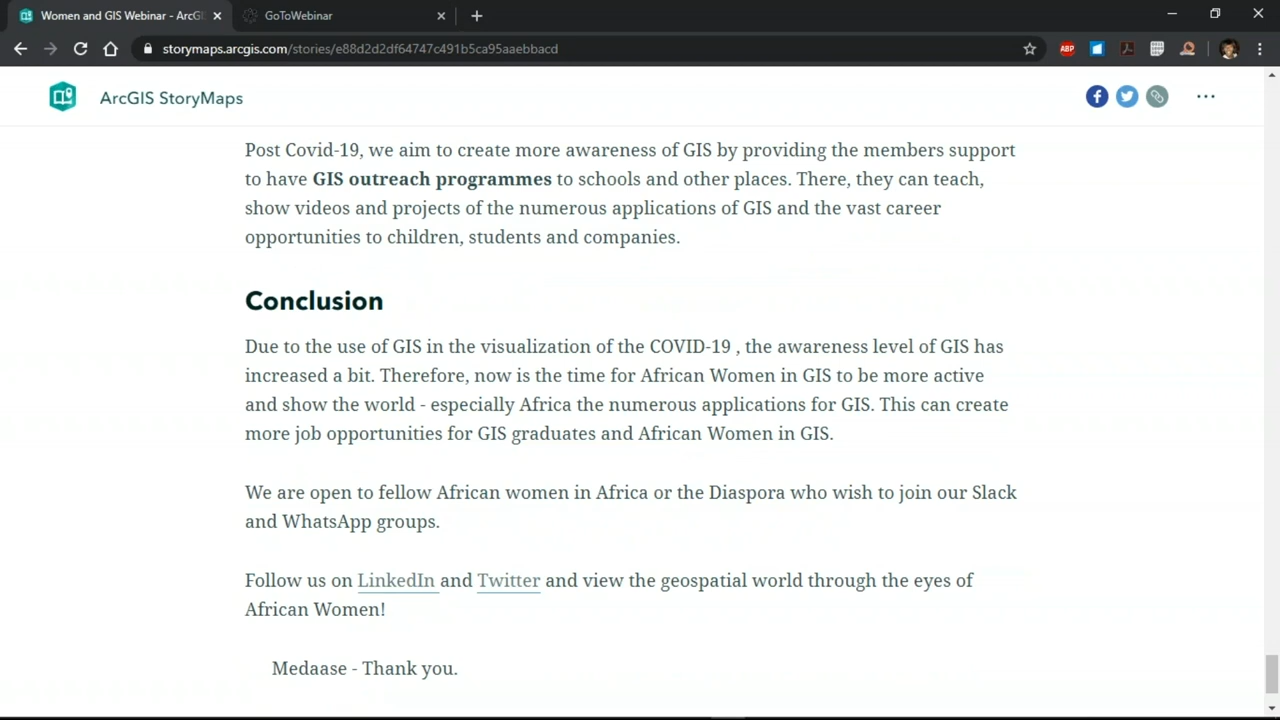 Women and GIS Webinar - ArcG
GoToWebinar
storymaps.arcgis.com/stories/e88d2d2df64747c491b5ca95aaebbacd
ABP
ArcGIS StoryMaps
Post Covid-19, we aim to create more awareness of GIS by providing the members support
to have GIS outreach programmes to schools and other places. There, they can teach,
show videos and projects of the numerous applications of GIS and the vast career
opportunities to children, students and companies.
Conclusion
Due to the use of GIS in the visualization of the COVID-19 , the awareness level of GIS has
increased a bit. Therefore, now is the time for African Women in GIS to be more active
and show the world - especially Africa the numerous applications for GIS. This can create
more job opportunities for GIS graduates and African Women in GIS.
We are open to fellow African women in Africa or the Diaspora who wish to join our Slack
and WhatsApp groups.
Follow us on LinkedIn and Twitter and view the geospatial world through the eyes of
African Women!
Medaase - Thank you.